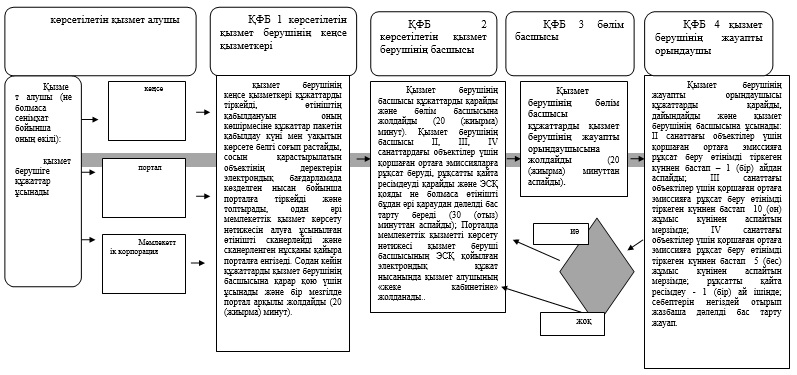 көрсетілетін қызмет алушы
ҚФБ 1 көрсетілетін
қызмет берушінің кеңсе
қызметкері
ҚФБ 2
көрсетілетін қызмет
берушінің басшысы
ҚФБ 3 бөлім
басшысы
ҚФБ 4 қызмет
берушінің жауапты
орындаушы
Қызме
т алушы (не
болмаса
сенімхат
бойынша
оның өкілі):
қызмет
берушіге
құжаттар
ұсынады
кеңсе
портал
Мемлекетт
ік корпорация
қызмет берушінің
кеңсе қызметкері құжаттарды
тіркейді, өтініштің
қабылдануын оның
көшірмесіне құжаттар пакетін
қабылдау күні мен уақытын
көрсете белгі соғып растайды,
сосын қарастырылатын
объектінің деректерін
электрондық бағдарламада
көзделген нысан бойынша
порталға тіркейді және
толтырады, одан әрі
мемлекеттік қызмет көрсету
нәтижесін алуға ұсынылған
өтінішті сканерлейді және
сканерленген нұсқаны қайыра
порталға енгізеді. Содан кейін
құжаттарды қызмет берушінің
басшысына қарар қою үшін
ұсынады және бір мезгілде
портал арқылы жолдайды (20
(жиырма) минут).
Қызмет берушінің
басшысы құжаттарды қарайды
және бөлім басшысына
жолдайды (20 (жиырма)
минут). Қызмет берушінің
басшысы II, III, IV
санаттардағы объектілер үшін
қоршаған ортаға эмиссияларға
рұқсат беруді, рұқсатты қайта
ресімдеуді қарайды және ЭСҚ
қояды не болмаса өтінішті
бұдан әрі қараудан дәлелді бас
тарту береді (30 (отыз)
минуттан аспайды); Порталда
мемлекеттік қызметті көрсету
нәтижесі қызмет беруші
басшысының ЭСҚ қойылған
электрондық құжат
нысанында қызмет алушының
«жеке кабинетіне»
жолданады..
Қызмет
берушінің бөлім
басшысы
құжаттарды қызмет
берушінің жауапты
орындаушысына
жолдайды (20
(жиырма) минуттан
аспайды).
иә
жоқ
Қызмет берушінің
жауапты орындаушысы
құжаттарды қарайды,
дайындайды және қызмет
берушінің басшысына ұсынады:
II санаттағы объектілер үшін
қоршаған ортаға эмиссияға
рұқсат беру өтінімді тіркеген
күннен бастап – 1 (бір) айдан
аспайды; III санаттағы
объектілер үшін қоршаған ортаға
эмиссияға рұқсат беру өтінімді
тіркеген күннен бастап 10 (он)
жұмыс күнінен аспайтын
мерзімде; IV санаттағы
объектілер үшін қоршаған ортаға
эмиссияға рұқсат беру өтінімді
тіркеген күннен бастап 5 (бес)
жұмыс күнінен аспайтын
мерзімде; рұқсатты қайта
ресімдеу - 1 (бір) ай ішінде;
себептерін негіздей отырып
жазбаша дәлелді бас тарту
жауап.